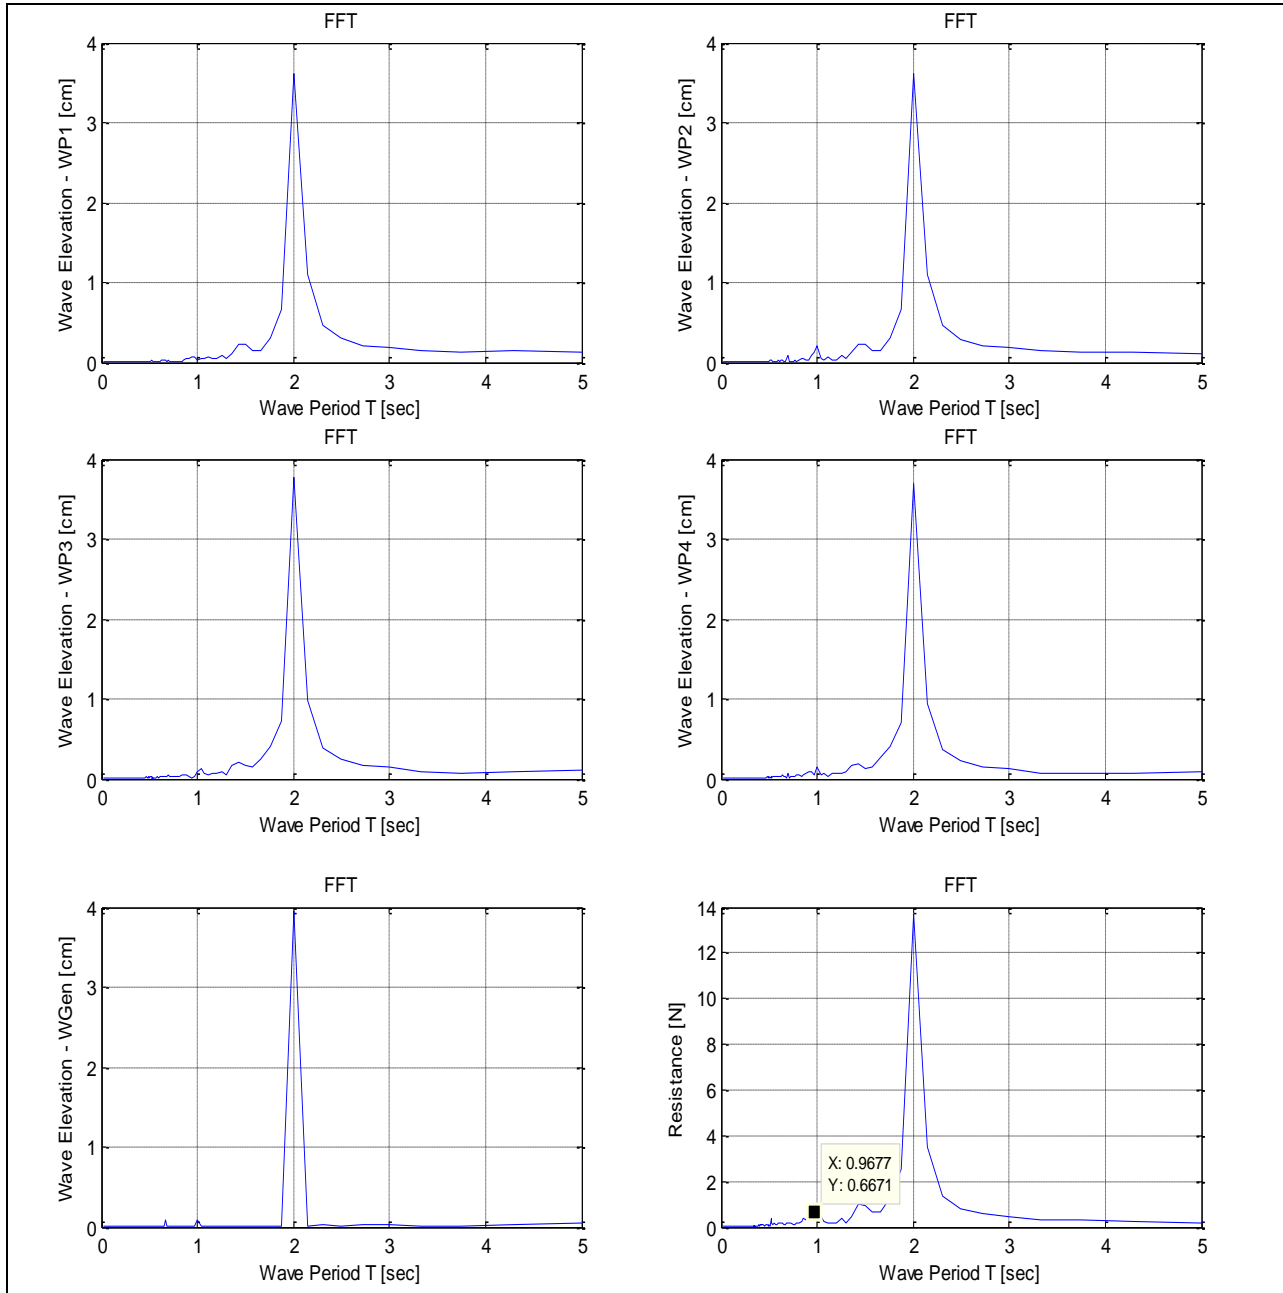 FFT
Wave Elevation - WP1 [cm]
4
3
2
1
0
0 1 2 3 4 5
Wave Period T [sec]
FFT
Wave Elevation - WP2 [cm]
4
3
2
1
0
0 1 2 3 4 5
Wave Period T [sec]
FFT
Wave Elevation - WP3 [cm]
4
3
2
1
0
0 1 2 3 4 5
Wave Period T [sec]
FFT
Wave Elevation - WP4 [cm]
4
3
2
1
0
0 1 2 3 4 5
Wave Period T [sec]
FFT
Wave Elevation - WGen [cm]
4
3
2
1
0
0 1 2 3 4 5
Wave Period T [sec]
FFT
Resistance [N]
14
12
10
8
6
4
2
0
X: 0.9677
Y: 0.6671
0 1 2 3 4 5
Wave Period T [sec]